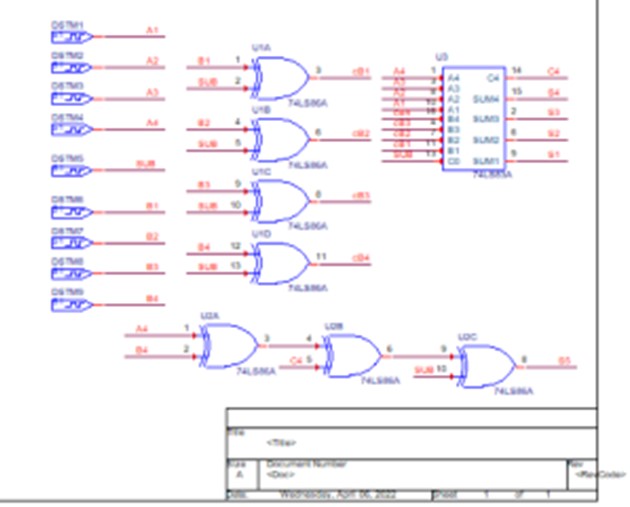 DSTM1
A1
DSTM2
A2
DSTM3
A3
DSTM4
A4
DSTM5
SUB
DSTM6
B1
DSTM7
B2
DSTM8
B3
DSTM9
B4
U1A
B1 1
SUB 2
3 cB1
74LS86A
U1B
B2 4
SUB 5
6 cB2
74LS86A
U1C
B3 9
SUB 10
8 cB3
74LS86A
U1D
B4 12
SUB 13
11 cB4
74LS86A
U3
A4 1 A4 C4 14 C4
A3 A3
A2 A2 SUM4 15 S4
A1 10 A1
cB4 B4 SUM3 2 S3
cB3 B3
cB2 B2 SUM2 6 S2
cB1 11 B1
SUB 13 C0 SUM1 9 S1
74LS83A
U2A
A4 1
B4 2
3
74LS86A
U2B
4
C4 5
6
74LS86A
U2C
9
SUB 10
8 S5
74LS86A
Title
<Title>
Size
A
Document Number
<Doc>
Rev
<RevCode>
Date: Wednesday, April 06, 2022 Sheet 1 of 1